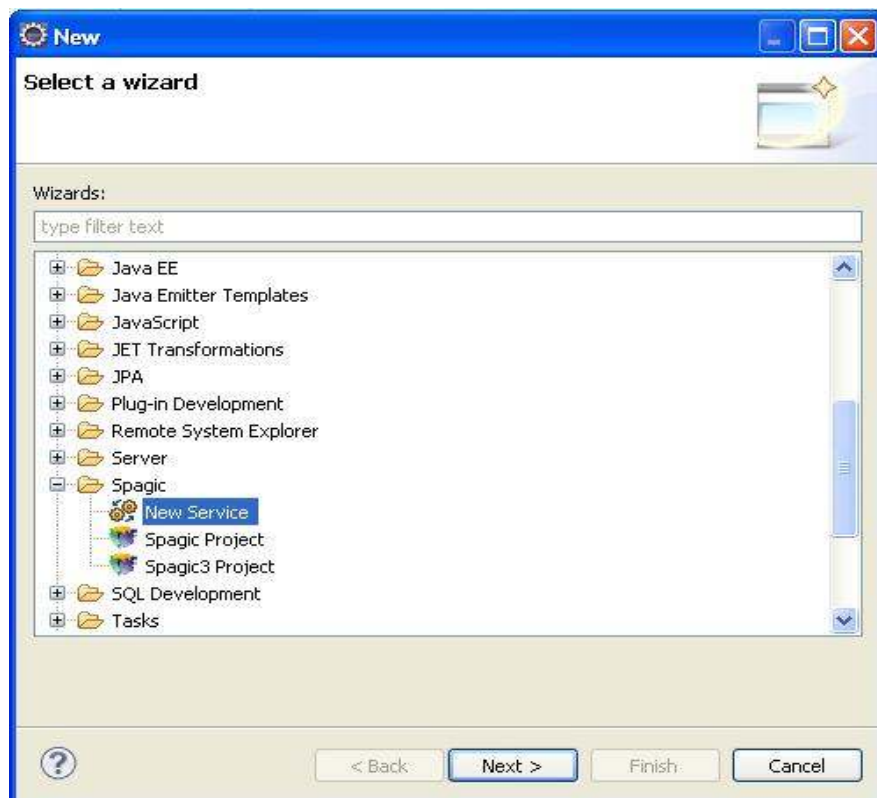 New
Select a wizard
Wizards:
type filter text
Java EE
Java Emitter Templates
JavaScript
JET Transformations
JPA
Plug-in Development
Remote System Explorer
Server
Spagic
New Service
Spagic Project
Spagic3 Project
SQL Development
Tasks
? < Back Next > Finish Cancel